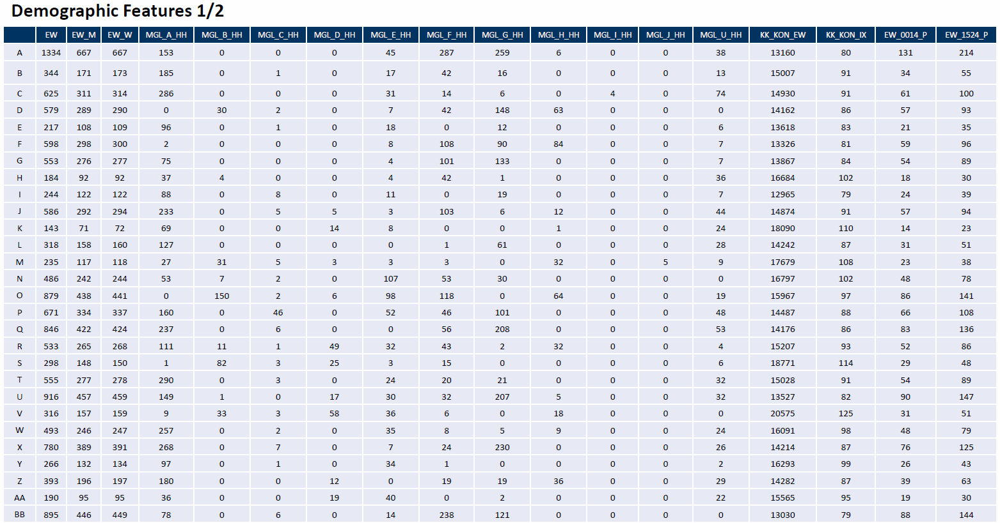 Demographic Features 1/2
EW EW_M EW_W MGL_A_HH MGL_B_HH MGL_C_HH MGL_D_HH MGL_E_HH MGL_F_HH MGL_G_HH MGL_H_HH MGL_I_HH MGL_J_HH MGL_U_HH KK_KON_EW KK_KON_IX EW_0014_P EW_1524_P
A 1334 667 667 153 0 0 0 45 287 259 6 0 0 38 13160 80 131 214
B 344 171 173 185 0 1 0 17 42 16 0 0 0 13 15007 91 34 55
C 625 311 314 286 0 0 0 31 14 6 0 4 0 74 14930 91 61 100
D 579 289 290 0 30 2 0 7 42 148 63 0 0 0 14162 86 57 93
E 217 108 109 96 0 1 0 18 0 12 0 0 0 6 13618 83 21 35
F 598 298 300 2 0 0 0 8 108 90 84 0 0 7 13326 81 59 96
G 553 276 277 75 0 0 0 4 101 133 0 0 0 7 13867 84 54 89
H 184 92 92 37 4 0 0 4 42 1 0 0 0 36 16684 102 18 30
I 244 122 122 88 0 8 0 11 0 19 0 0 0 7 12965 79 24 39
J 586 292 294 233 0 5 5 3 103 6 12 0 0 44 14874 91 57 94
K 143 71 72 69 0 0 14 8 0 0 1 0 0 24 18090 110 14 23
L 318 158 160 127 0 0 0 0 1 61 0 0 0 28 14242 87 31 51
M 235 117 118 27 31 5 3 3 3 0 32 0 5 9 17679 108 23 38
N 486 242 244 53 7 2 0 107 53 30 0 0 0 0 16797 102 48 78
O 879 438 441 0 150 2 6 98 118 0 64 0 0 19 15967 97 86 141
P 671 334 337 160 0 46 0 52 46 101 0 0 0 48 14487 88 66 108
Q 846 422 424 237 0 6 0 0 56 208 0 0 0 53 14176 86 83 136
R 533 265 268 111 11 1 49 32 43 2 32 0 0 4 15207 93 52 86
S 298 148 150 1 82 3 25 3 15 0 0 0 0 6 18771 114 29 48
T 555 277 278 290 0 3 0 24 20 21 0 0 0 32 15028 91 54 89
U 916 457 459 149 1 0 17 30 32 207 5 0 0 32 13527 82 90 147
V 316 157 159 9 33 3 58 36 6 0 18 0 0 0 20575 125 31 51
W 493 246 247 257 0 2 0 35 8 5 9 0 0 24 16091 98 48 79
X 780 389 391 268 0 7 0 7 24 230 0 0 0 26 14214 87 76 125
Y 266 132 134 97 0 1 0 34 1 0 0 0 0 2 16293 99 26 43
Z 393 196 197 180 0 0 12 0 19 19 36 0 0 29 14282 87 39 63
AA 190 95 95 36 0 0 19 40 0 2 0 0 0 22 15565 95 19 30
BB 895 446 449 78 0 6 0 14 238 121 0 0 0 0 13030 79 88 144